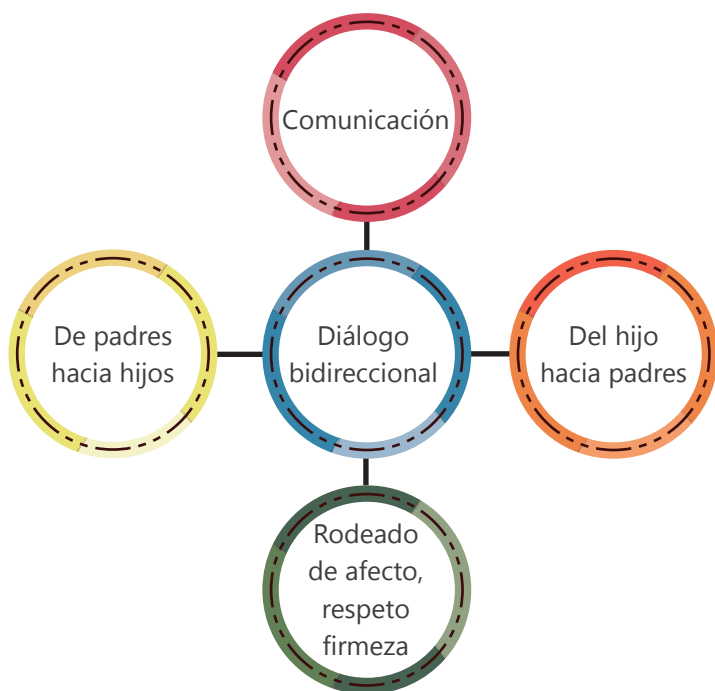 Comunicación
De padres
hacia hijos
Diálogo
bidireccional
Del hijo
hacia padres
Rodeado
de afecto,
respeto
firmeza